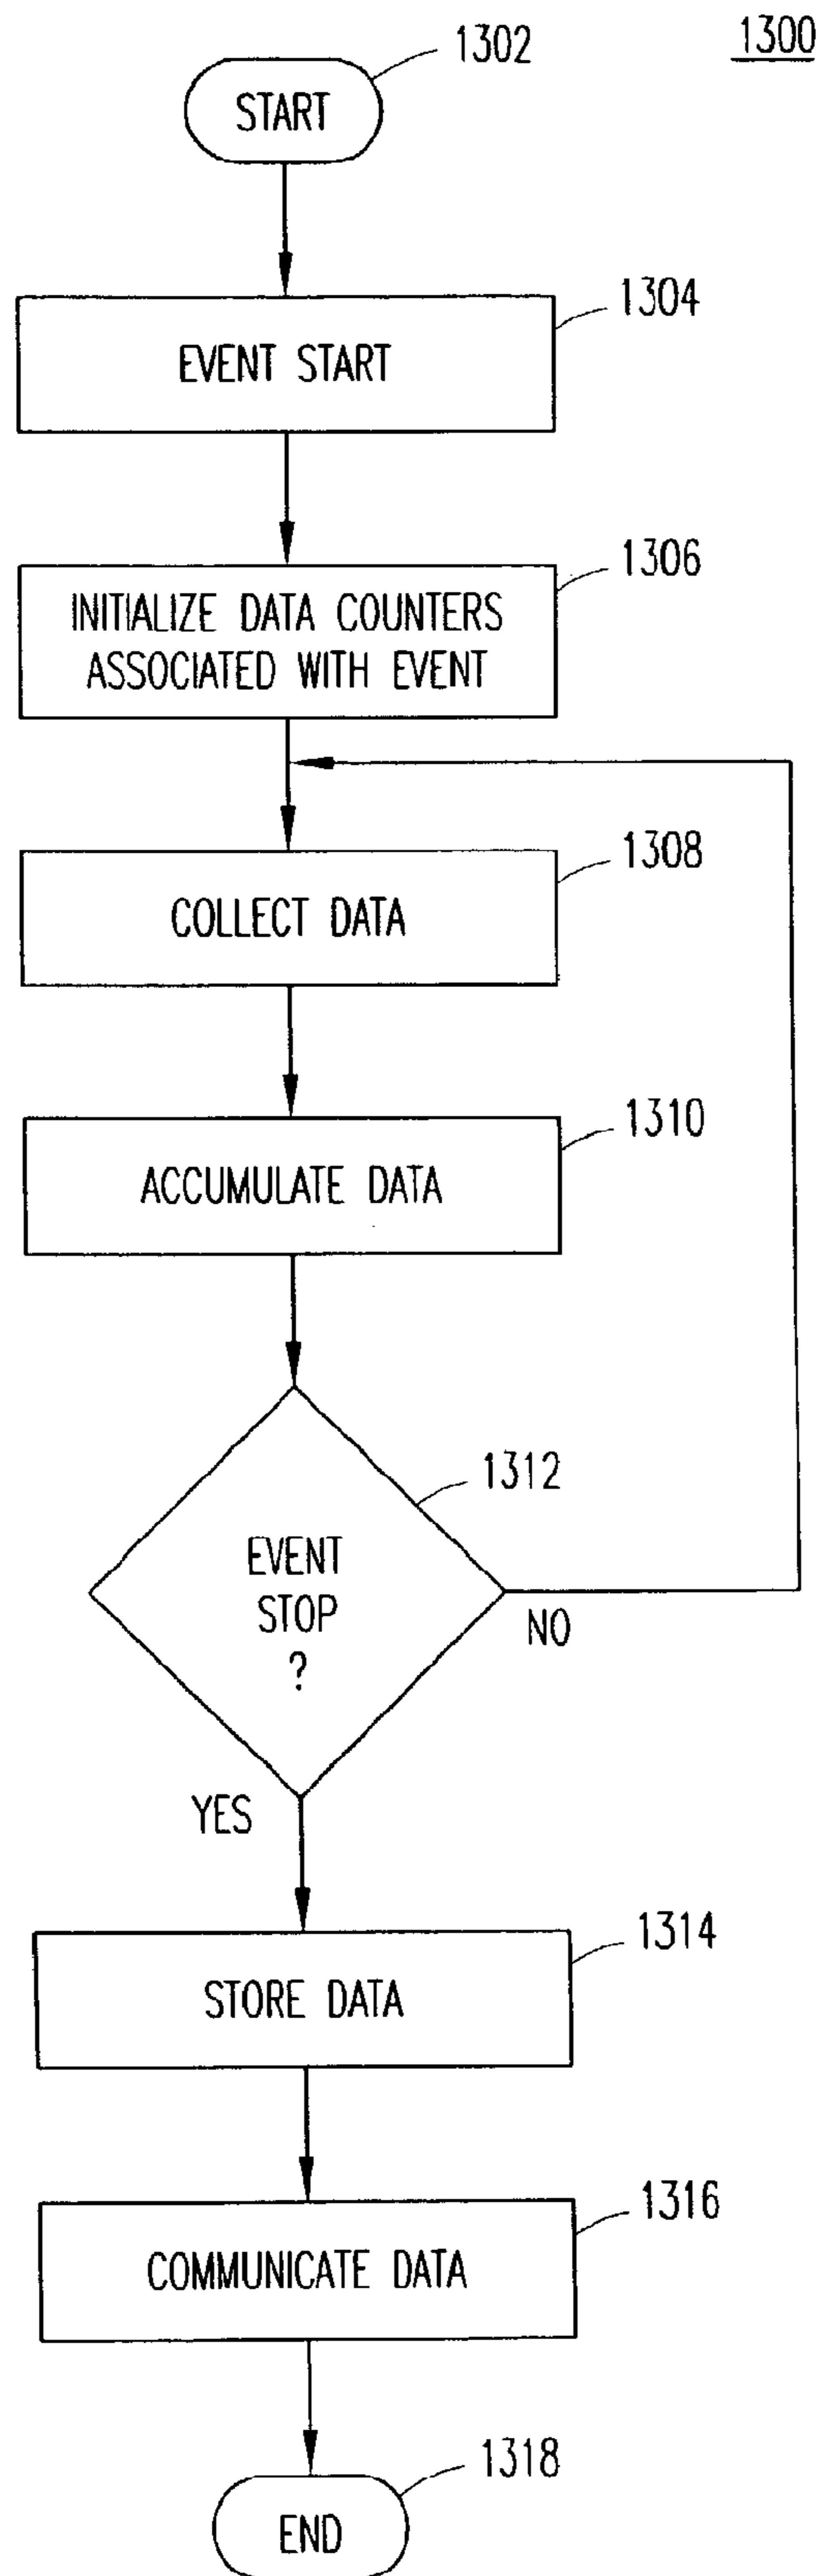 1300
1302
START
1304
EVENT START
1306
INITIALIZE DATA COUNTERS
ASSOCIATED WITH EVENT
1308
COLLECT DATA
1310
ACCUMULATE DATA
1312
EVENT
STOP
?
NO
YES
1314
STORE DATA
1316
COMMUNICATE DATA
1318
END